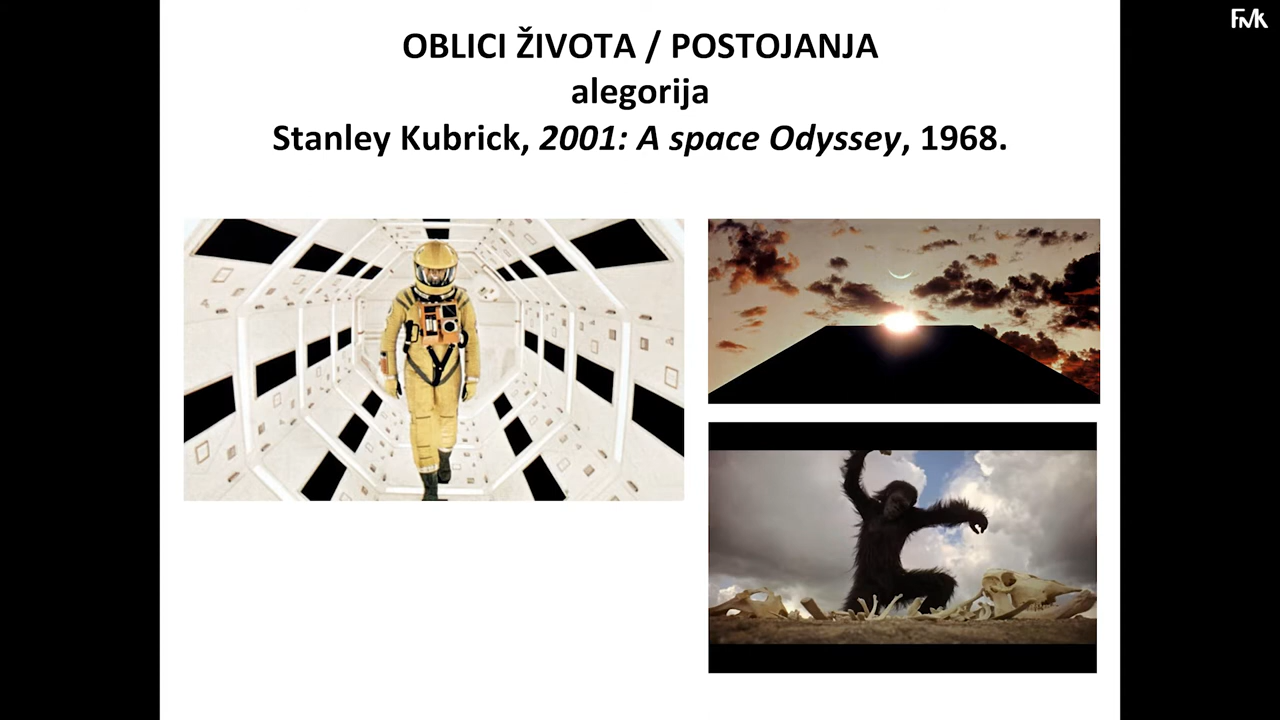 FMK
OBLICI ŽIVOTA / POSTOJANJA
alegorija
Stanley Kubrick, 2001: A space Odyssey, 1968.